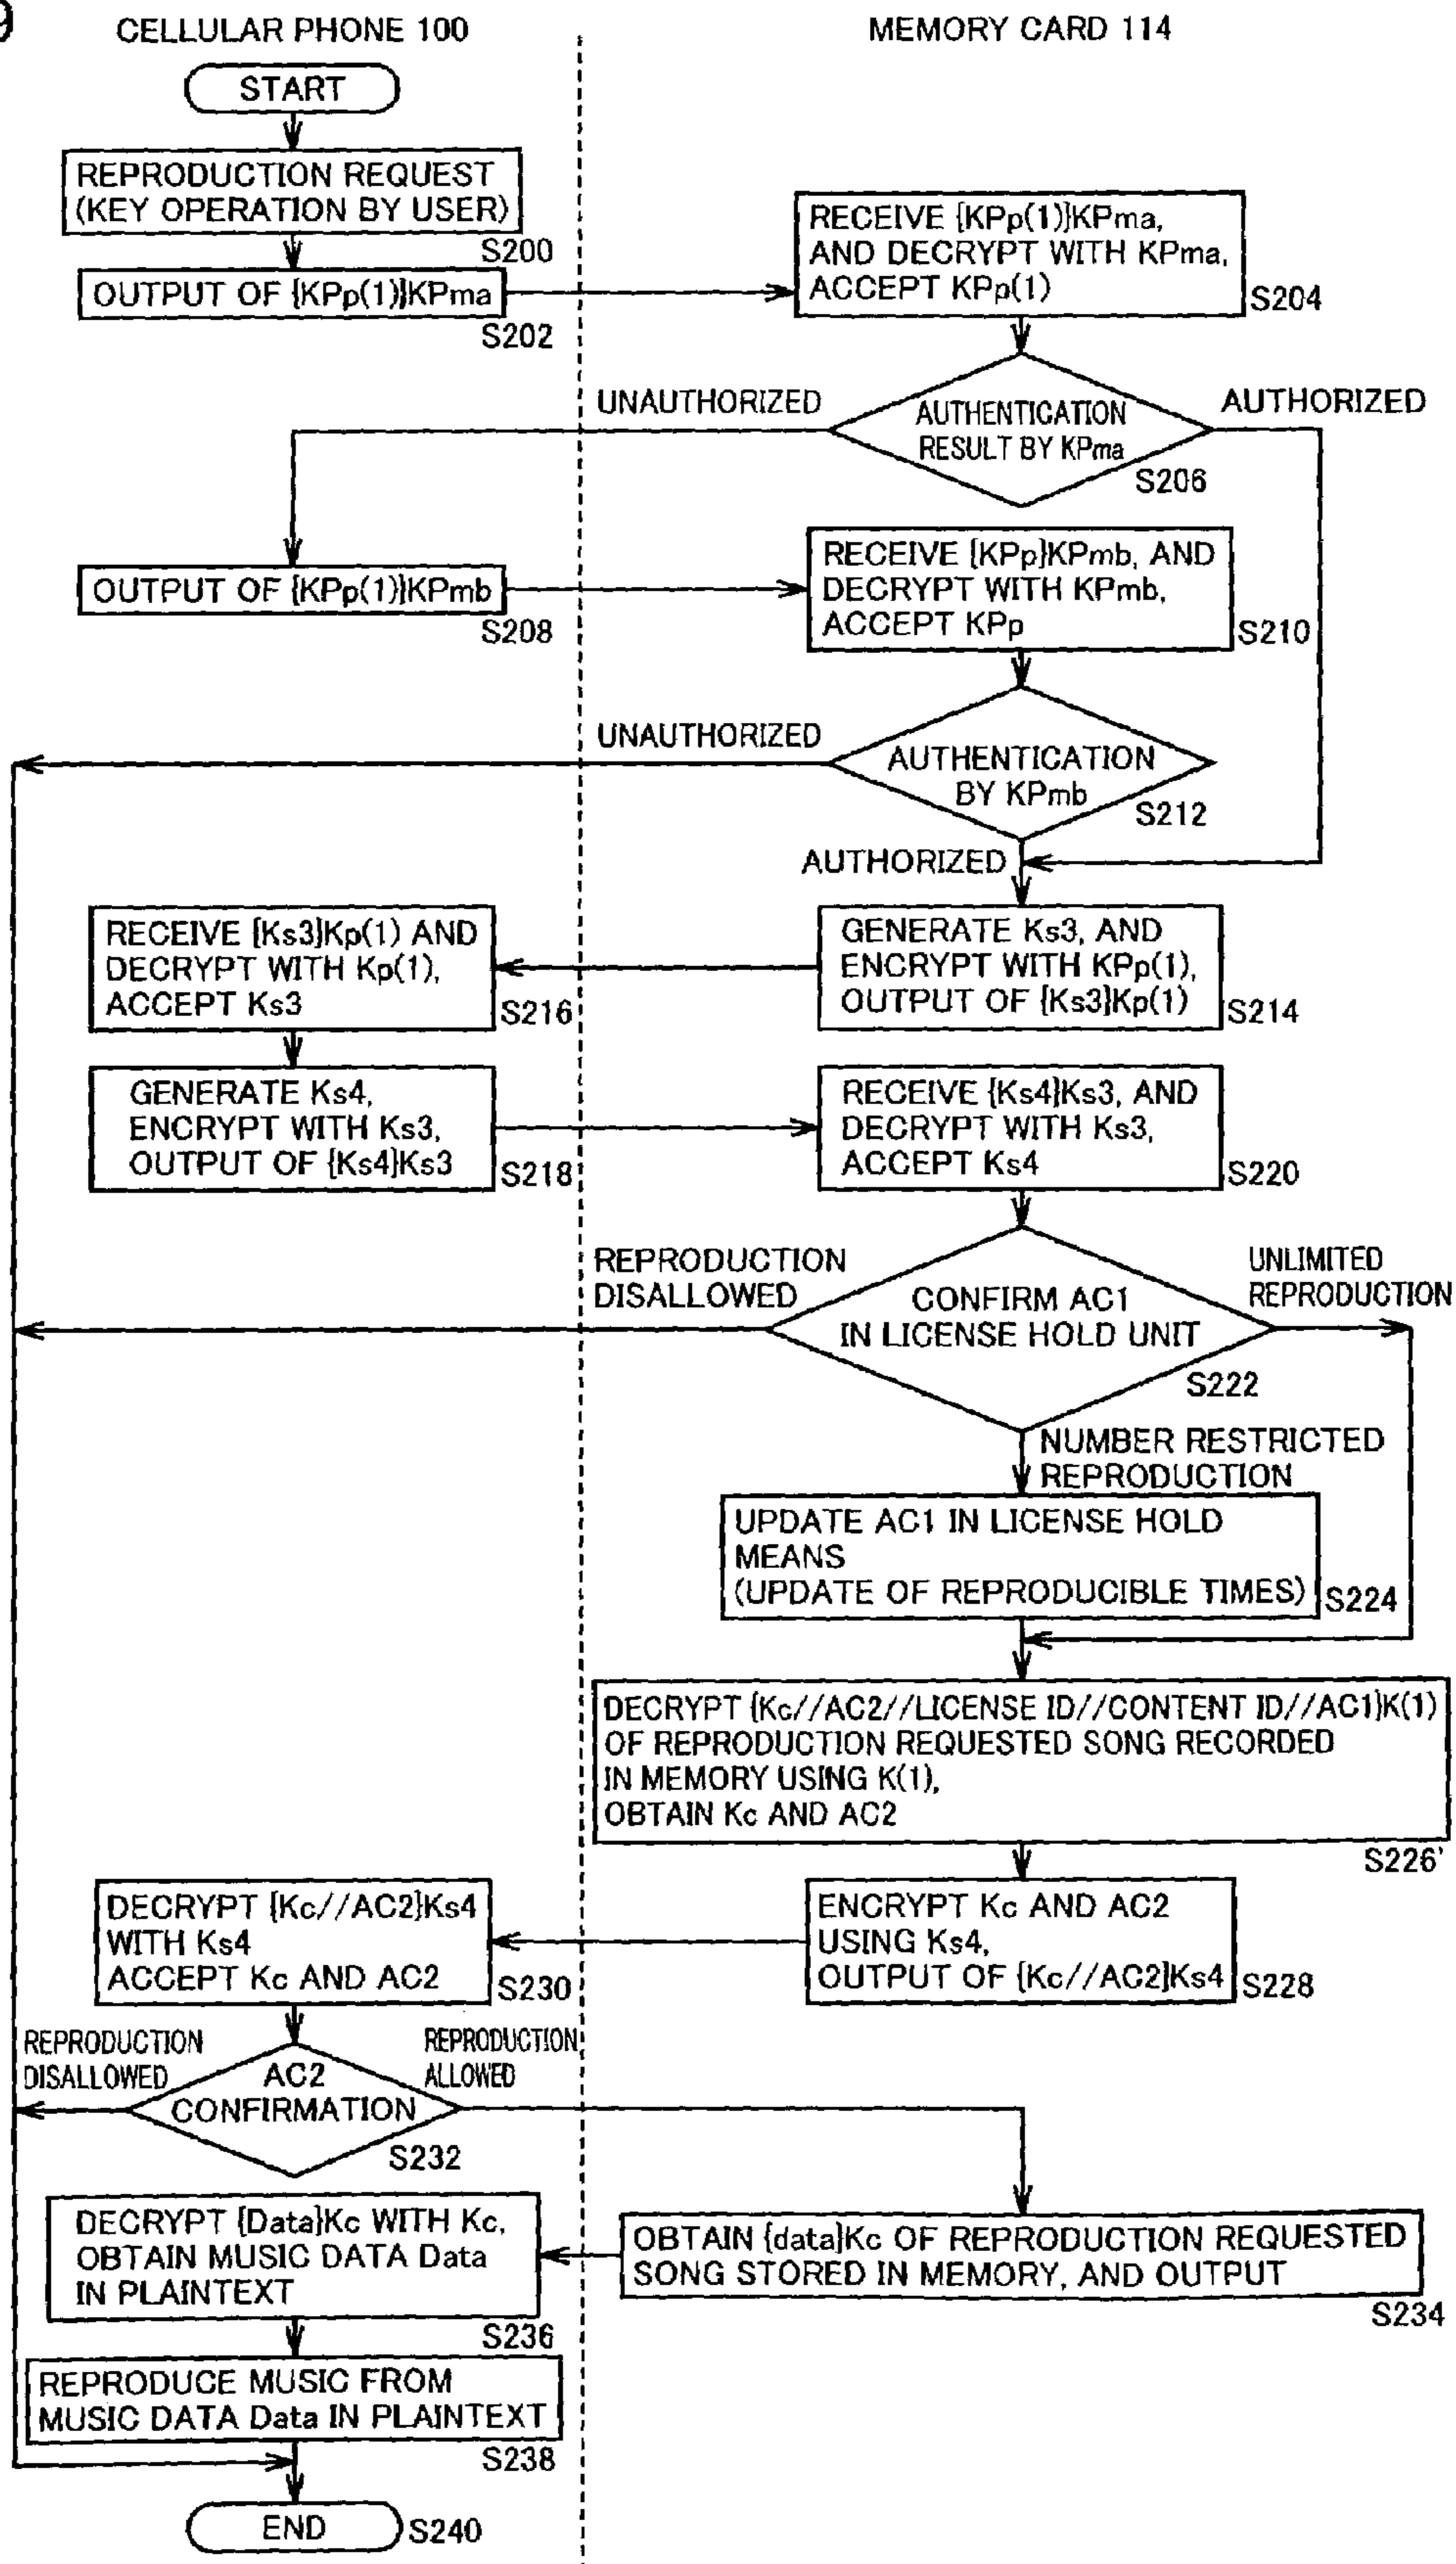 9
CELLULAR PHONE 100
MEMORY CARD 114
START
REPRODUCTION REQUEST
(KEY OPERATION BY USER)
S200
OUTPUT OF {KPp(1)}KPma
S202
RECEIVE {KPp(1)}KPma,
AND DECRYPT WITH KPma,
ACCEPT KPp(1)
S204
UNAUTHORIZED
AUTHENTICATION
RESULT BY KPma
S206
AUTHORIZED
OUTPUT OF {KPp(1)}KPmb
S208
RECEIVE {KPp}KPmb, AND
DECRYPT WITH KPmb,
ACCEPT KPp
S210
UNAUTHORIZED
AUTHENTICATION
BY KPmb
S212
AUTHORIZED
GENERATE Ks3, AND
ENCRYPT WITH KPp(1),
OUTPUT OF {Ks3}Kp(1)
S214
RECEIVE {Ks3}Kp(1) AND
DECRYPT WITH Kp(1),
ACCEPT Ks3
S216
GENERATE Ks4,
ENCRYPT WITH Ks3,
OUTPUT OF {Ks4}Ks3
S218
RECEIVE {Ks4}Ks3, AND
DECRYPT WITH Ks3,
ACCEPT Ks4
S220
REPRODUCTION
DISALLOWED
CONFIRM AC1
IN LICENSE HOLD UNIT
S222
UNLIMITED
REPRODUCTION
NUMBER RESTRICTED
REPRODUCTION
UPDATE AC1 IN LICENSE HOLD
MEANS
(UPDATE OF REPRODUCIBLE TIMES)
S224
DECRYPT {Kc//AC2//LICENSE ID//CONTENT ID//AC1}K(1)
OF REPRODUCTION REQUESTED SONG RECORDED
IN MEMORY USING K(1),
OBTAIN Kc AND AC2
S226'
ENCRYPT Kc AND AC2
USING Ks4,
OUTPUT OF {Kc//AC2}Ks4
S228
DECRYPT {Kc//AC2}Ks4
WITH Ks4
ACCEPT Kc AND AC2
S230
REPRODUCTION
DISALLOWED
AC2
CONFIRMATION
S232
REPRODUCTION
ALLOWED
OBTAIN {data}Kc OF REPRODUCTION REQUESTED
SONG STORED IN MEMORY, AND OUTPUT
S234
DECRYPT {Data}Kc WITH Kc,
OBTAIN MUSIC DATA Data
IN PLAINTEXT
S236
REPRODUCE MUSIC FROM
MUSIC DATA Data IN PLAINTEXT
S238
END
S240